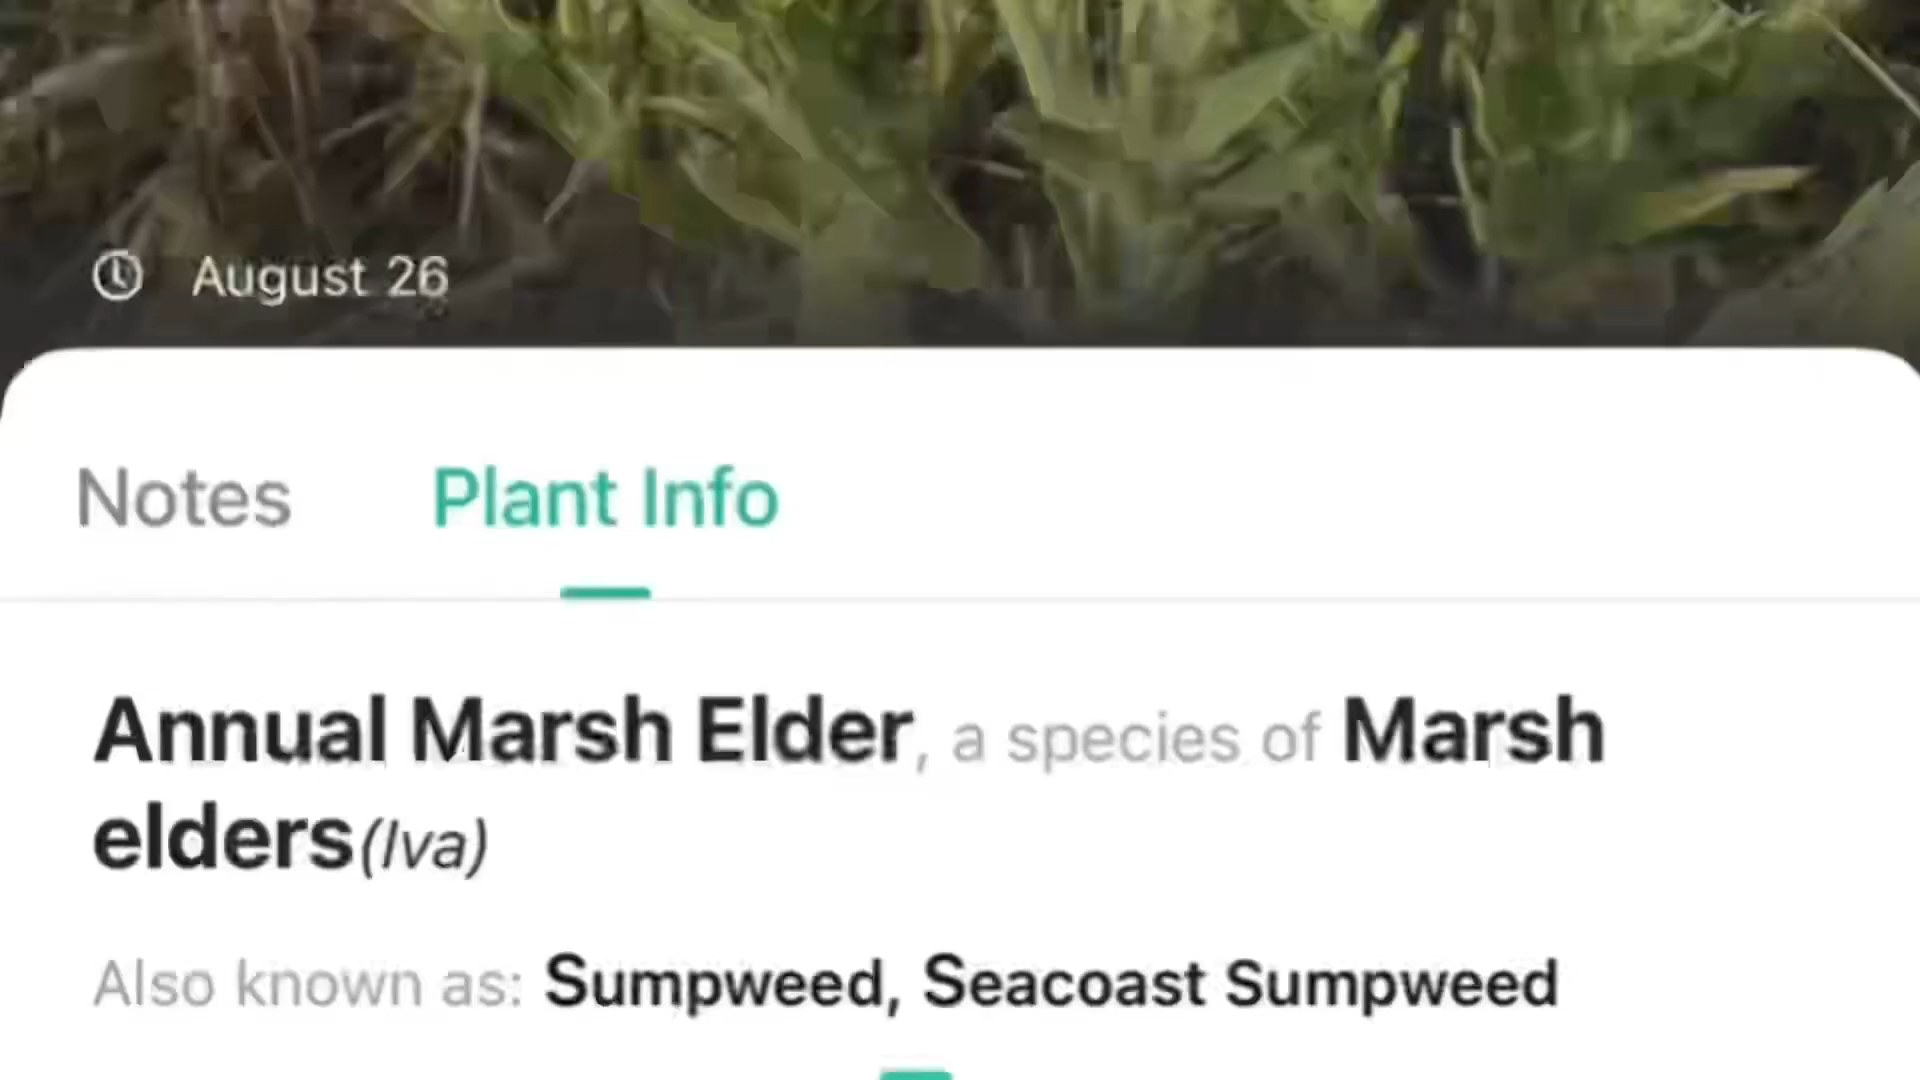 August 26
Notes Plant Info
Annual Marsh Elder, a species of Marsh
elders(Iva)
Also known as: Sumpweed, Seacoast Sumpweed